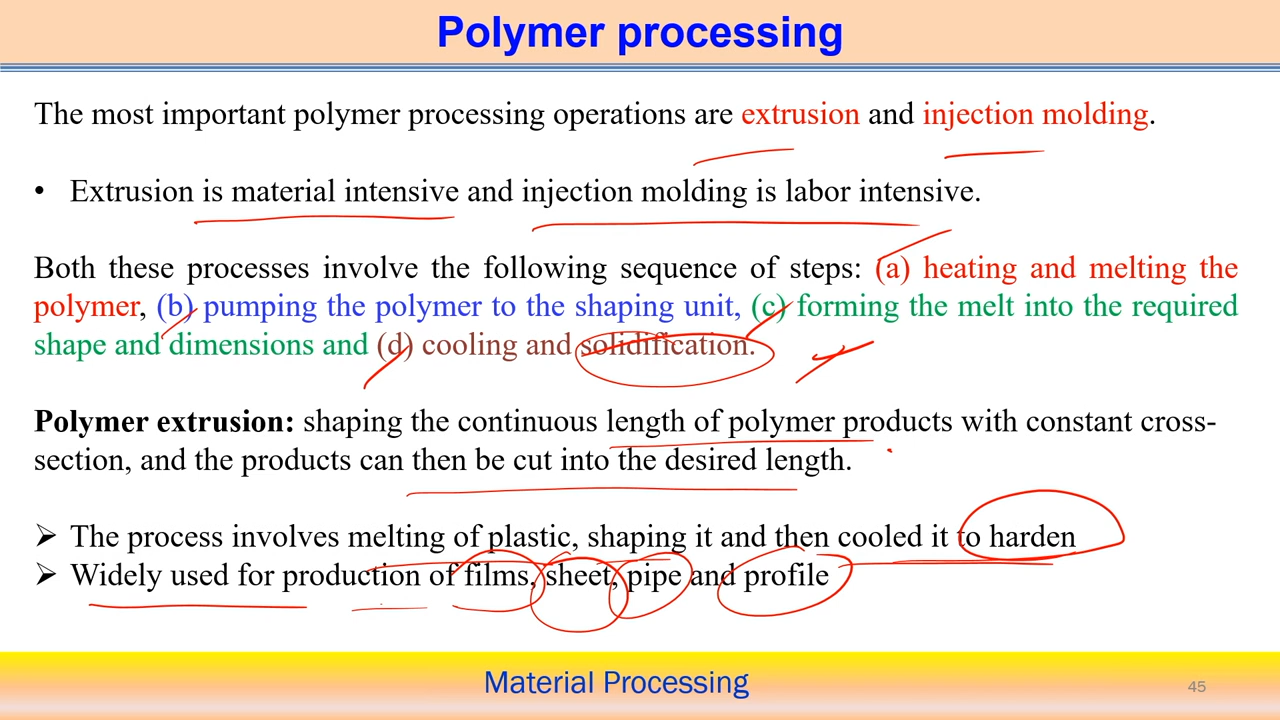 Polymer processing
The most important polymer processing operations are extrusion and injection molding.
• Extrusion is material intensive and injection molding is labor intensive.
Both these processes involve the following sequence of steps: (a) heating and melting the
polymer, (b) pumping the polymer to the shaping unit, (c) forming the melt into the required
shape and dimensions and (d) cooling and solidification.
Polymer extrusion: shaping the continuous length of polymer products with constant cross-
section, and the products can then be cut into the desired length.
➢ The process involves melting of plastic, shaping it and then cooled it to harden
➢ Widely used for production of films, sheet, pipe and profile
Material Processing
45